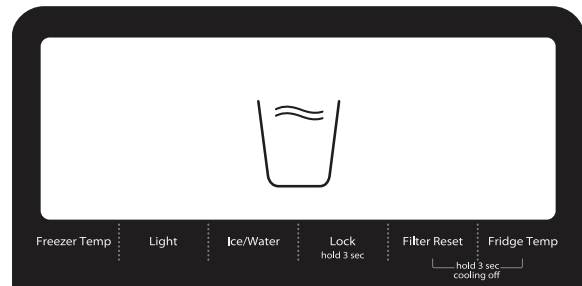 Freezer Temp Light Ice/Water Lock Filter Reset Fridge Temp
hold 3 sec
hold 3 sec
cooling off